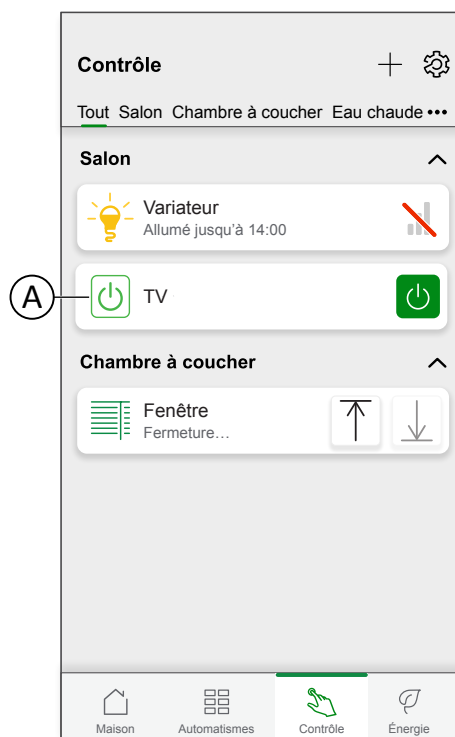 Contrôle
Tout Salon Chambre à coucher Eau chaude •••
Salon
Variateur
Allumé jusqu'à 14:00
A
TV
Chambre à coucher
Fenêtre
Fermeture...
Maison Automatismes Contrôle Énergie